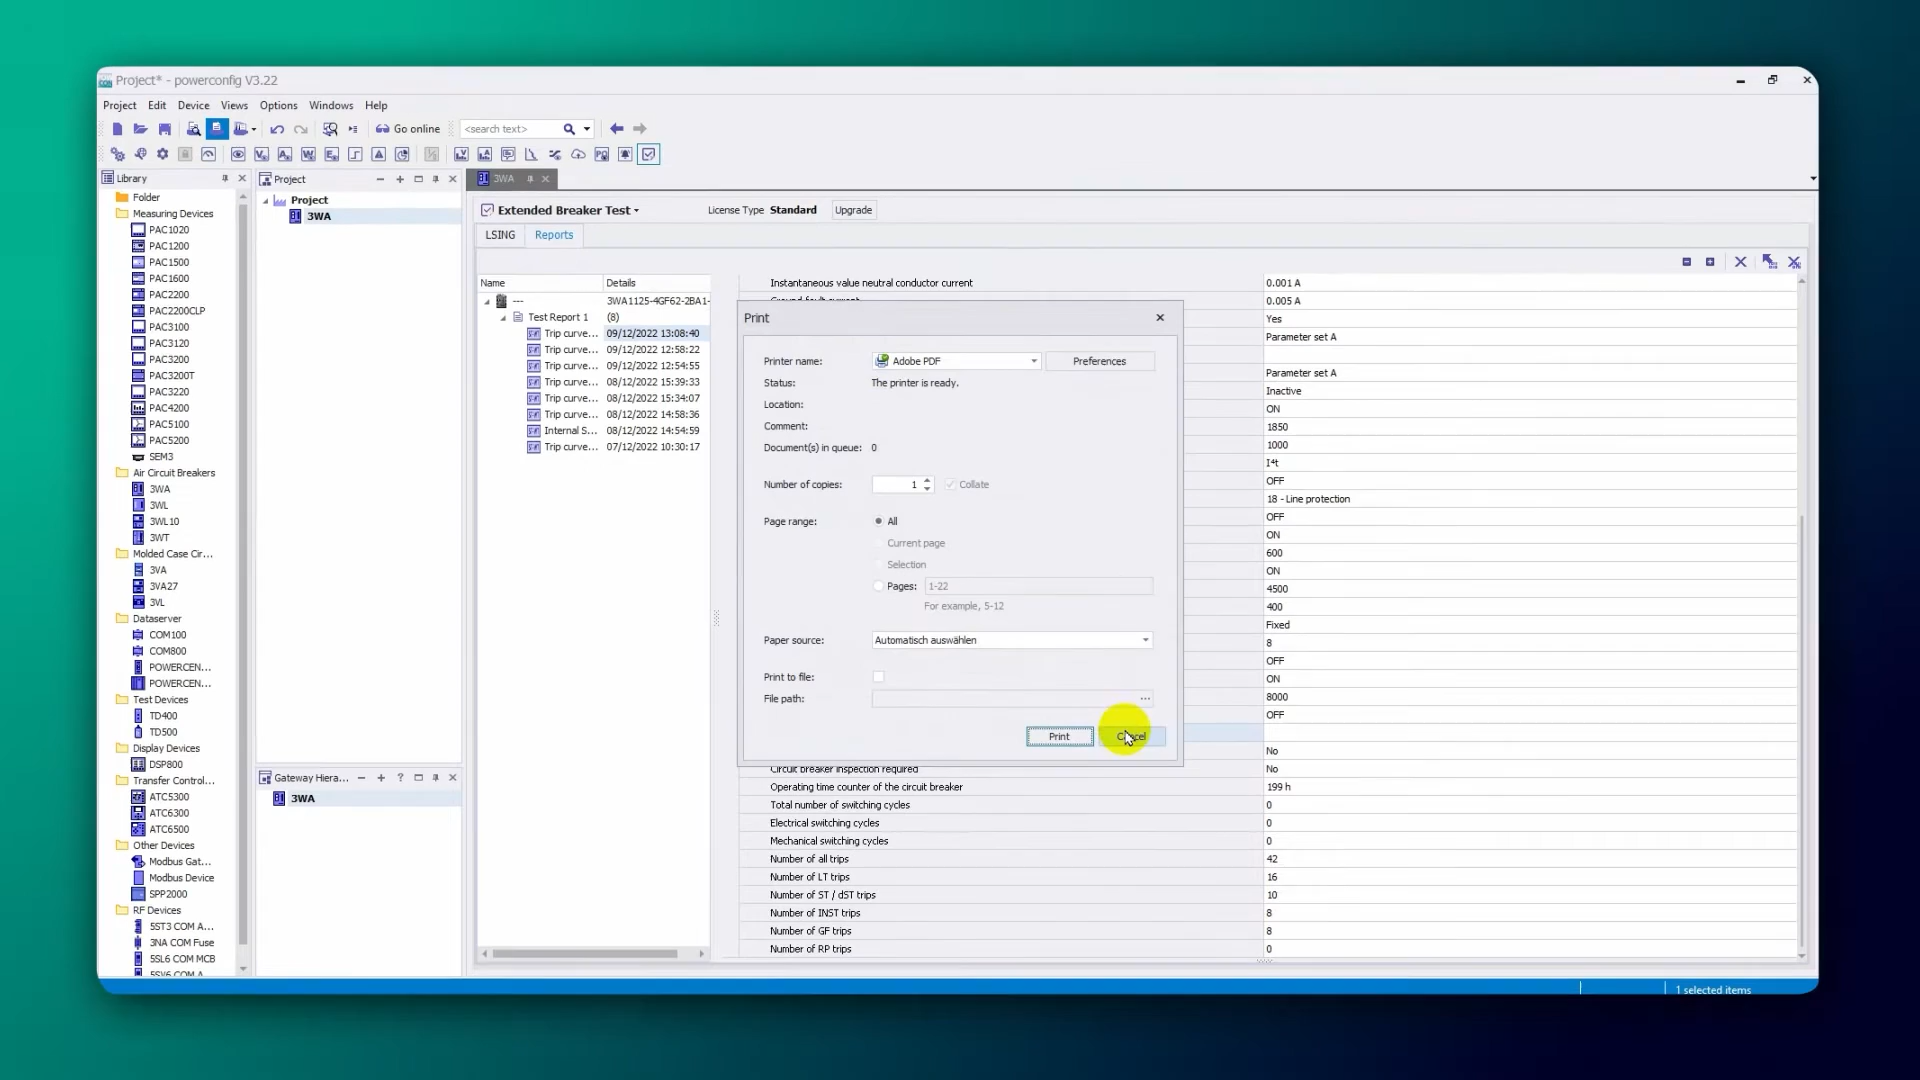 Project* - powerconfig V3.22
Project Edit Device Views Options Windows Help
Go online <search text>
Library
Folder
Measuring Devices
PAC1020
PAC1200
PAC1500
PAC1600
PAC2200
PAC2200CLP
PAC3100
PAC3120
PAC3200
PAC3200T
PAC3220
PAC4200
PAC5100
PAC5200
SEM3
Air Circuit Breakers
3WA
3WL
3WL10
3WT
Molded Case Cir...
3VA
3VA27
3VL
Dataserver
COM100
COM800
POWERCEN...
POWERCEN...
Test Devices
TD400
TD500
Display Devices
DSP800
Transfer Control...
ATC5300
ATC6300
ATC6500
Other Devices
Modbus Gat...
Modbus Device
SPP2000
RF Devices
5ST3 COM A...
3NA COM Fuse
5SL6 COM MCB
5SV6 COM A
Project
Project
3WA
Gateway Hiera...
3WA
3WA
Extended Breaker Test License Type Standard Upgrade
LSING Reports
Name Details
--- 3WA1125-4GF62-2BA1-
Test Report 1 (8)
Trip curve... 09/12/2022 13:08:40
Trip curve... 09/12/2022 12:58:22
Trip curve... 09/12/2022 12:54:55
Trip curve... 08/12/2022 15:39:33
Trip curve... 08/12/2022 15:34:07
Trip curve... 08/12/2022 14:58:36
Internal S... 08/12/2022 14:54:59
Trip curve... 07/12/2022 10:30:17
Instantaneous value neutral conductor current 0.001 A
Ground fault current 0.005 A
Yes
Parameter set A
Parameter set A
Inactive
ON
1850
1000
I⁴t
OFF
18 - Line protection
OFF
ON
600
ON
4500
400
Fixed
8
OFF
ON
8000
OFF
No
Circuit breaker inspection required No
Operating time counter of the circuit breaker 199 h
Total number of switching cycles 0
Electrical switching cycles 0
Mechanical switching cycles 0
Number of all trips 42
Number of LT trips 16
Number of ST / dST trips 10
Number of INST trips 8
Number of GF trips 8
Number of RP trips 0
Print
Printer name: Adobe PDF Preferences
Status: The printer is ready.
Location:
Comment:
Document(s) in queue: 0
Number of copies: 1 Collate
Page range: All
Current page
Selection
Pages: 1-22
For example, 5-12
Paper source: Automatisch auswählen
Print to file:
File path: ...
Print Cancel
1 selected items